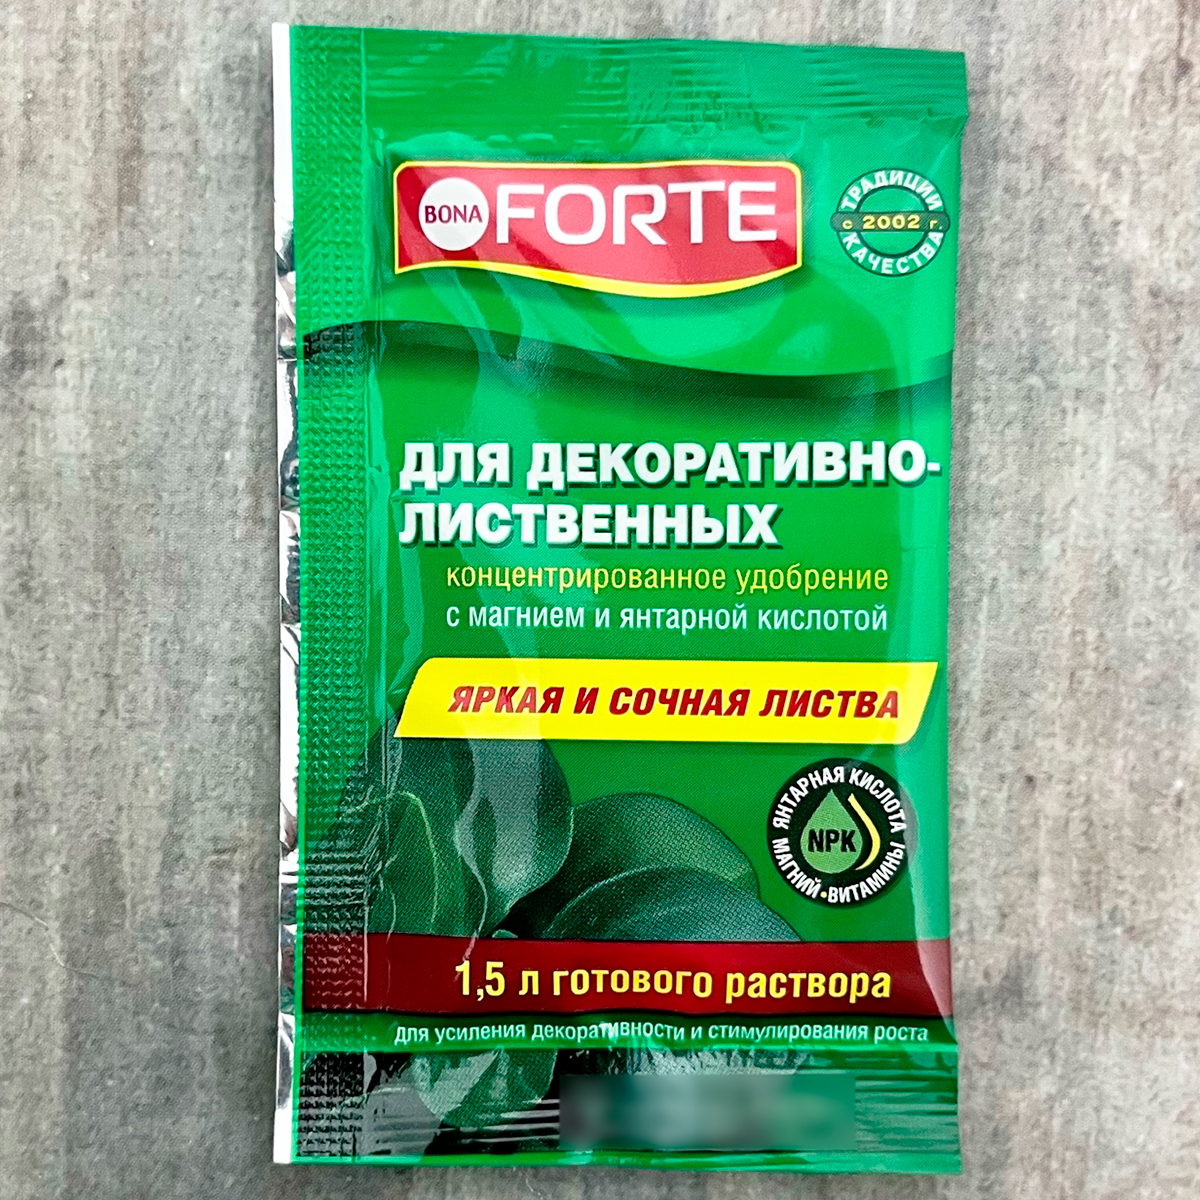 BONA FORTE
ТРАДИЦИИ
с 2002 г.
КАЧЕСТВА
ДЛЯ ДЕКОРАТИВНО-
ЛИСТВЕННЫХ
концентрированное удобрение
с магнием и янтарной кислотой
ЯРКАЯ И СОЧНАЯ ЛИСТВА
ЯНТАРНАЯ КИСЛОТА
NPK
МАГНИЙ•ВИТАМИНЫ
1,5 л готового раствора
для усиления декоративности и стимулирования роста